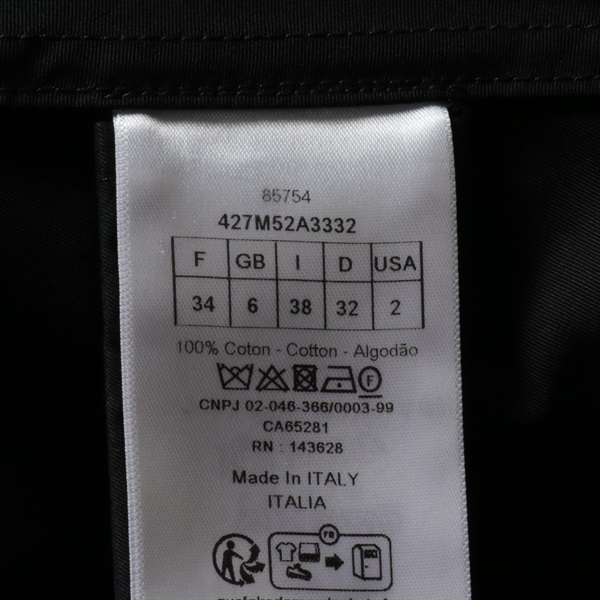 85754
427M52A3332
F GB I D USA
34 6 38 32 2
100% Coton - Cotton - Algodão
F
CNPJ 02-046-366/0003-99
CA65281
RN : 143628
Made In ITALY
ITALIA
FR